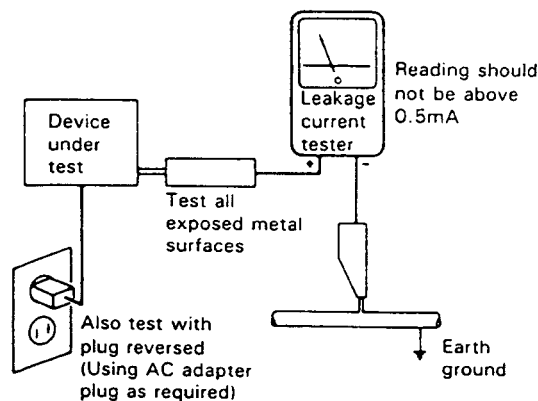 Device
under
test
Leakage
current
tester
+ -
Reading should
not be above
0.5mA
Test all
exposed metal
surfaces
Also test with
plug reversed
(Using AC adapter
plug as required)
Earth
ground